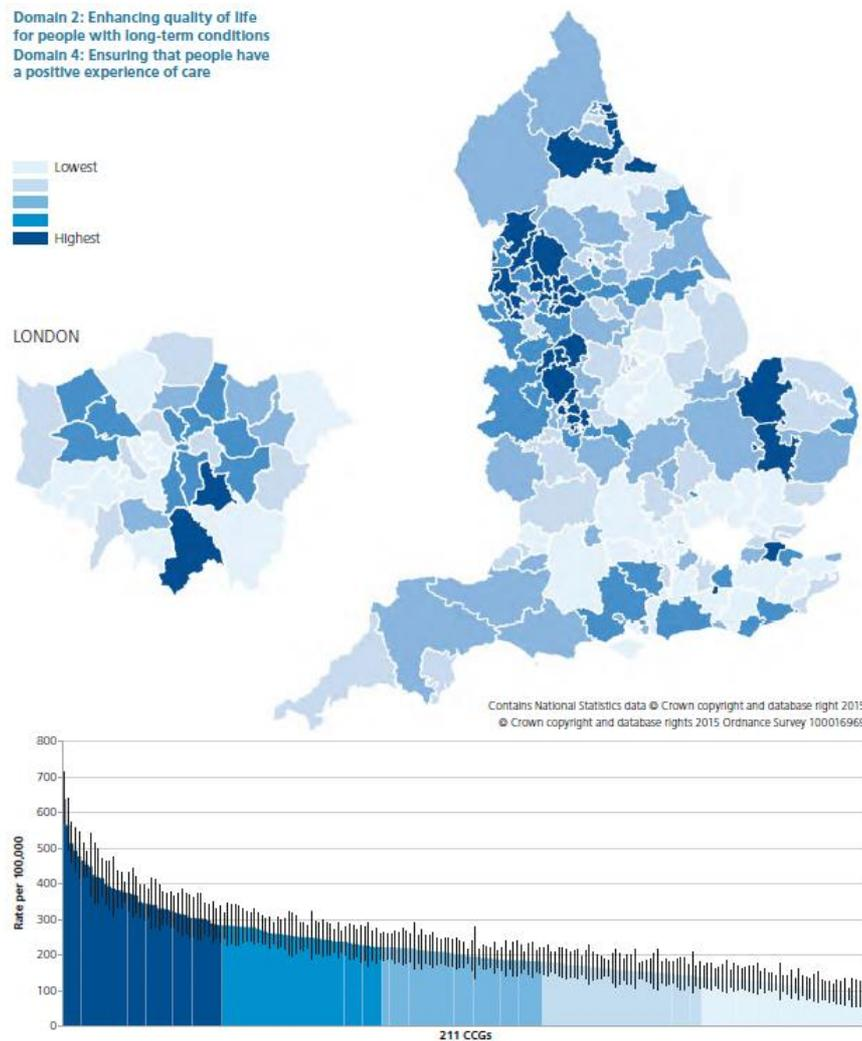 Domain 2: Enhancing quality of life
for people with long-term conditions
Domain 4: Ensuring that people have
a positive experience of care
Lowest
Highest
LONDON
Contains National Statistics data © Crown copyright and database right 2015
© Crown copyright and database rights 2015 Ordnance Survey 100016969
800
700
600
500
400
300
200
100
0
Rate per 100,000
211 CCGs